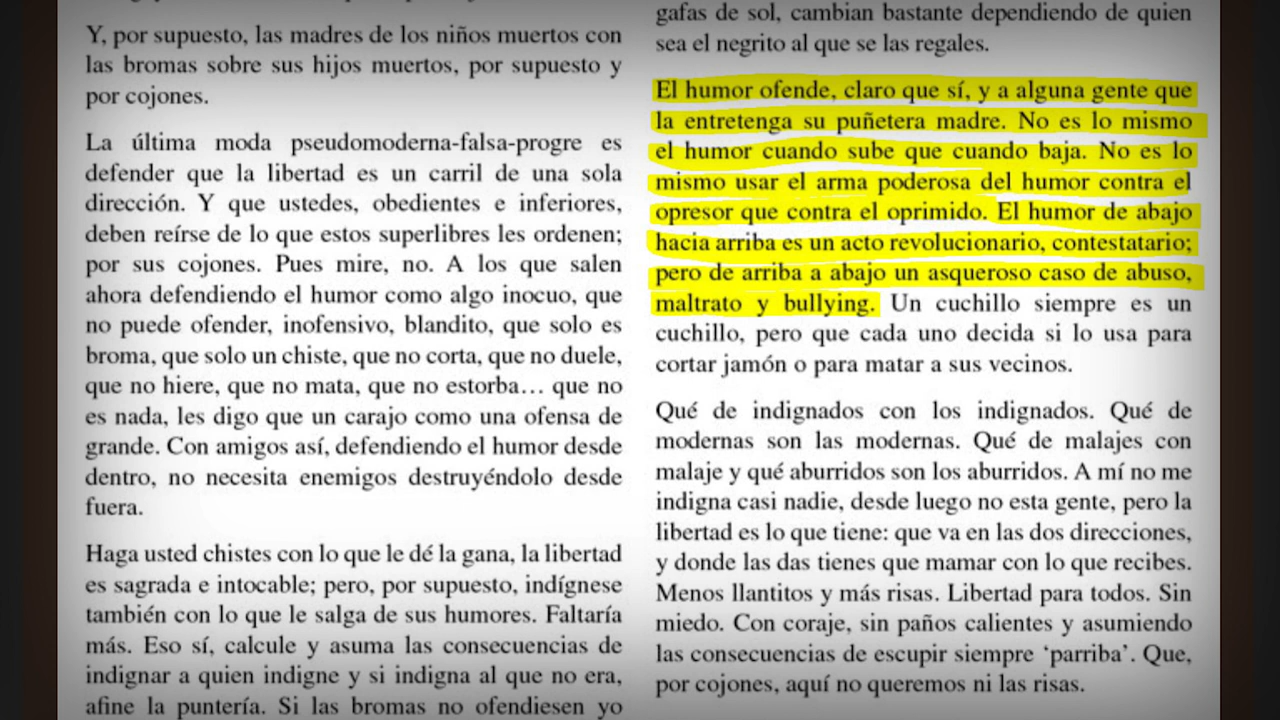 Y, por supuesto, las madres de los niños muertos con
las bromas sobre sus hijos muertos, por supuesto y
por cojones.
La última moda pseudomoderna-falsa-progre es
defender que la libertad es un carril de una sola
dirección. Y que ustedes, obedientes e inferiores,
deben reírse de lo que estos superlibres les ordenen;
por sus cojones. Pues mire, no. A los que salen
ahora defendiendo el humor como algo inocuo, que
no puede ofender, inofensivo, blandito, que solo es
broma, que solo un chiste, que no corta, que no duele,
que no hiere, que no mata, que no estorba… que no
es nada, les digo que un carajo como una ofensa de
grande. Con amigos así, defendiendo el humor desde
dentro, no necesita enemigos destruyéndolo desde
fuera.
Haga usted chistes con lo que le dé la gana, la libertad
es sagrada e intocable; pero, por supuesto, indígnese
también con lo que le salga de sus humores. Faltaría
más. Eso sí, calcule y asuma las consecuencias de
indignar a quien indigne y si indigna al que no era,
afine la puntería. Si las bromas no ofendiesen yo
gafas de sol, cambian bastante dependiendo de quien
sea el negrito al que se las regales.
El humor ofende, claro que sí, y a alguna gente que
la entretenga su puñetera madre. No es lo mismo
el humor cuando sube que cuando baja. No es lo
mismo usar el arma poderosa del humor contra el
opresor que contra el oprimido. El humor de abajo
hacia arriba es un acto revolucionario, contestatario;
pero de arriba a abajo un asqueroso caso de abuso,
maltrato y bullying. Un cuchillo siempre es un
cuchillo, pero que cada uno decida si lo usa para
cortar jamón o para matar a sus vecinos.
Qué de indignados con los indignados. Qué de
modernas son las modernas. Qué de malajes con
malaje y qué aburridos son los aburridos. A mí no me
indigna casi nadie, desde luego no esta gente, pero la
libertad es lo que tiene: que va en las dos direcciones,
y donde las das tienes que mamar con lo que recibes.
Menos llantitos y más risas. Libertad para todos. Sin
miedo. Con coraje, sin paños calientes y asumiendo
las consecuencias de escupir siempre ‘parriba’. Que,
por cojones, aquí no queremos ni las risas.